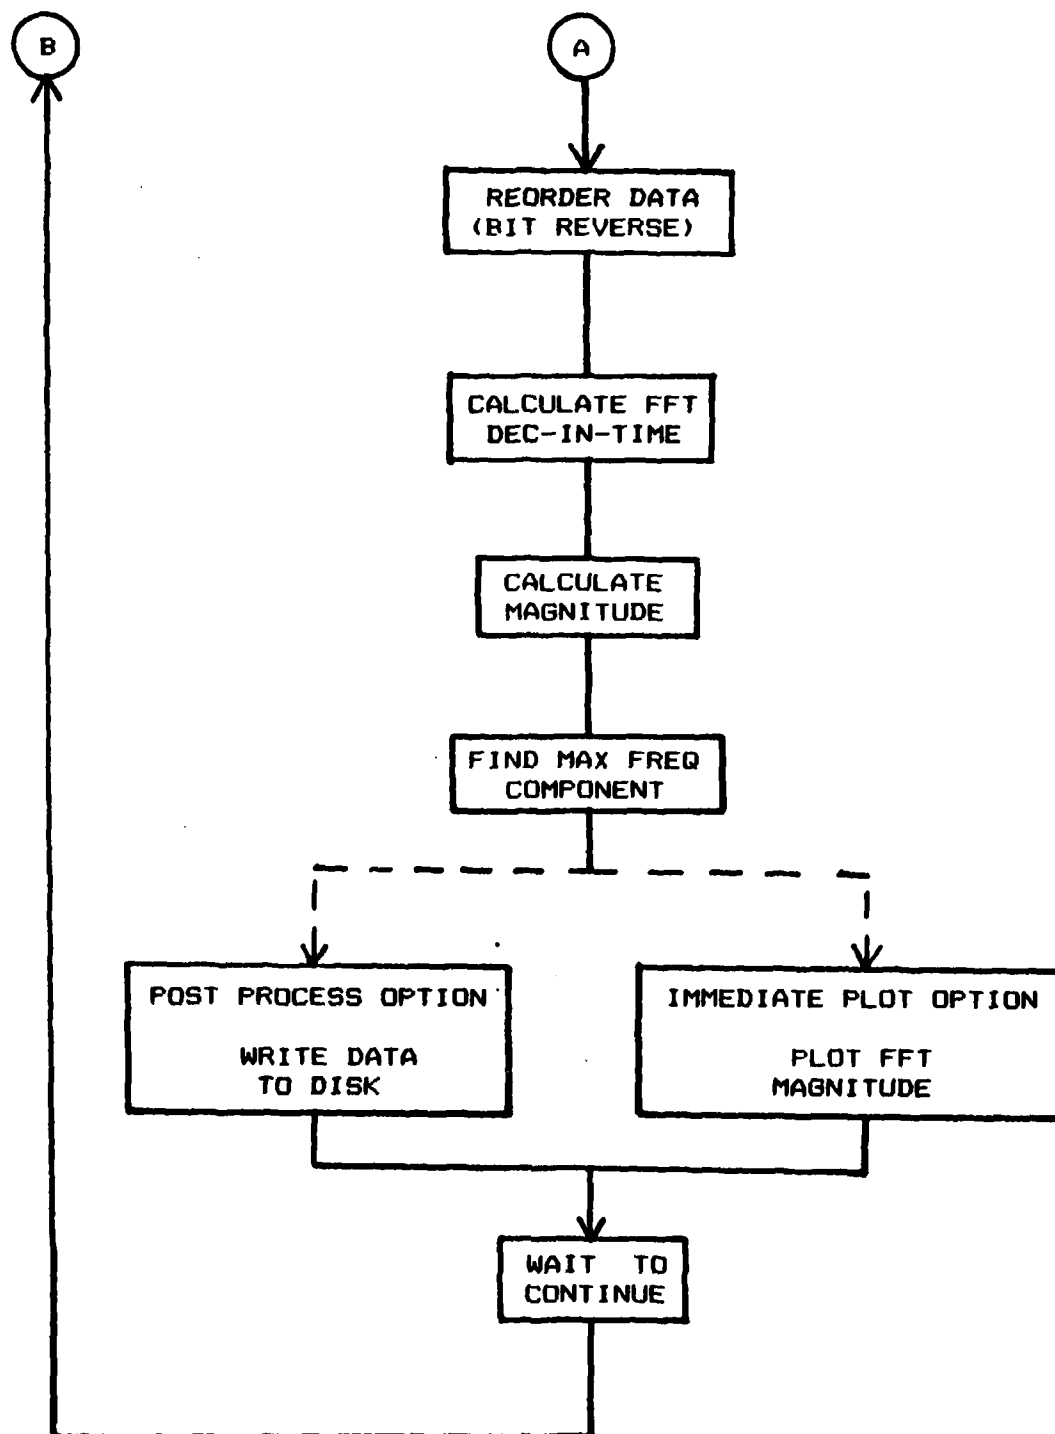 B
A
REORDER DATA
(BIT REVERSE)
CALCULATE FFT
DEC-IN-TIME
CALCULATE
MAGNITUDE
FIND MAX FREQ
COMPONENT
POST PROCESS OPTION
WRITE DATA
TO DISK
IMMEDIATE PLOT OPTION
PLOT FFT
MAGNITUDE
WAIT TO
CONTINUE